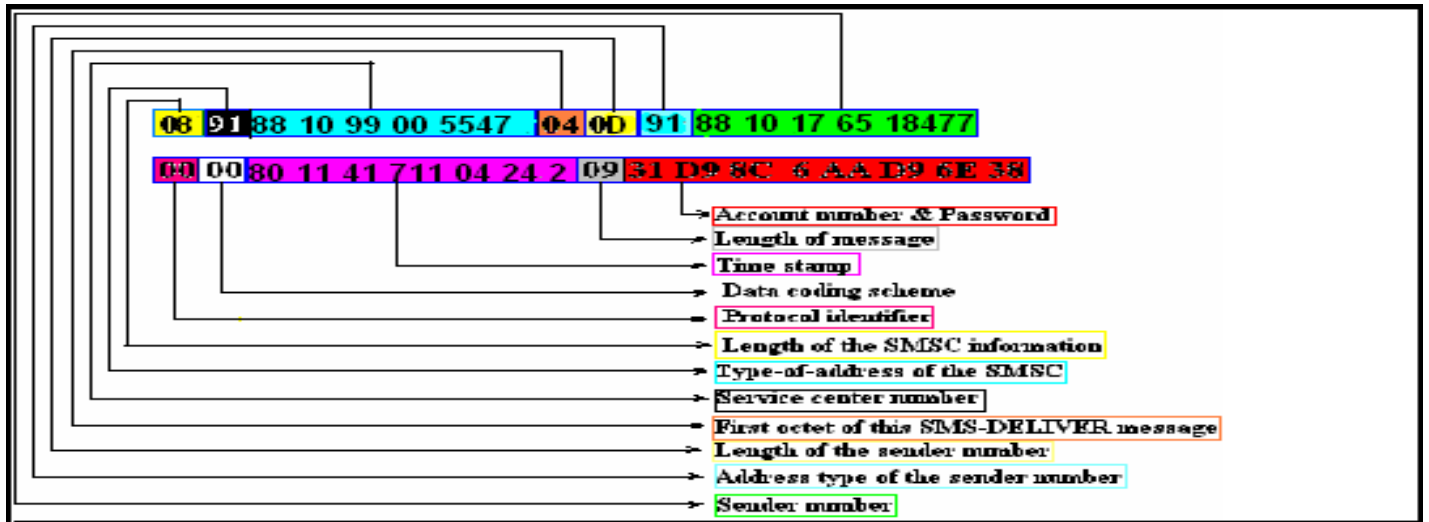 08 91 88 10 99 00 5547 04 0D 91 88 10 17 65 18477
00 00 80 11 41 711 04 24 2 09 31 D9 8C 6 AA D9 6E 38
Account number & Password
Length of message
Time stamp
Data coding scheme
Protocol identifier
Length of the SMSC information
Type-of-address of the SMSC
Service center number
First octet of this SMS-DELIVER message
Length of the sender number
Address type of the sender number
Sender number